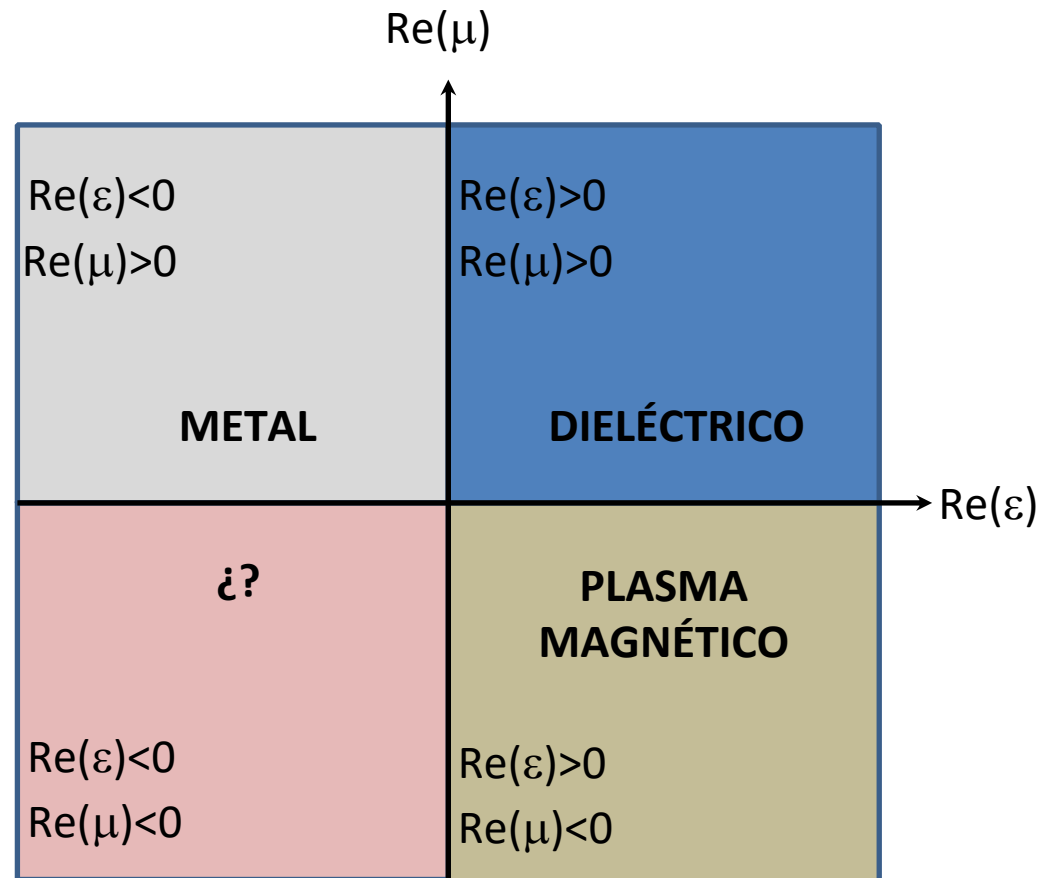 Re(μ)
Re(ε)<0
Re(μ)>0
METAL
Re(ε)>0
Re(μ)>0
DIELÉCTRICO
Re(ε)
¿?
Re(ε)<0
Re(μ)<0
PLASMA
MAGNÉTICO
Re(ε)>0
Re(μ)<0